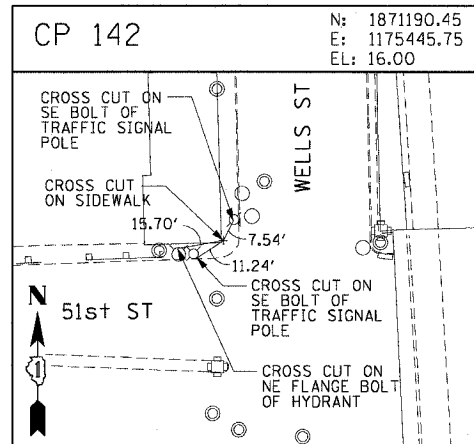 CP 142
N: 1871190.45
E: 1175445.75
EL: 16.00
CROSS CUT ON
SE BOLT OF
TRAFFIC SIGNAL
POLE
WELLS ST
CROSS CUT
ON SIDEWALK
15.70'
7.54'
11.24'
CROSS CUT ON
SE BOLT OF
TRAFFIC SIGNAL
POLE
N
51st ST
1
CROSS CUT ON
NE FLANGE BOLT
OF HYDRANT